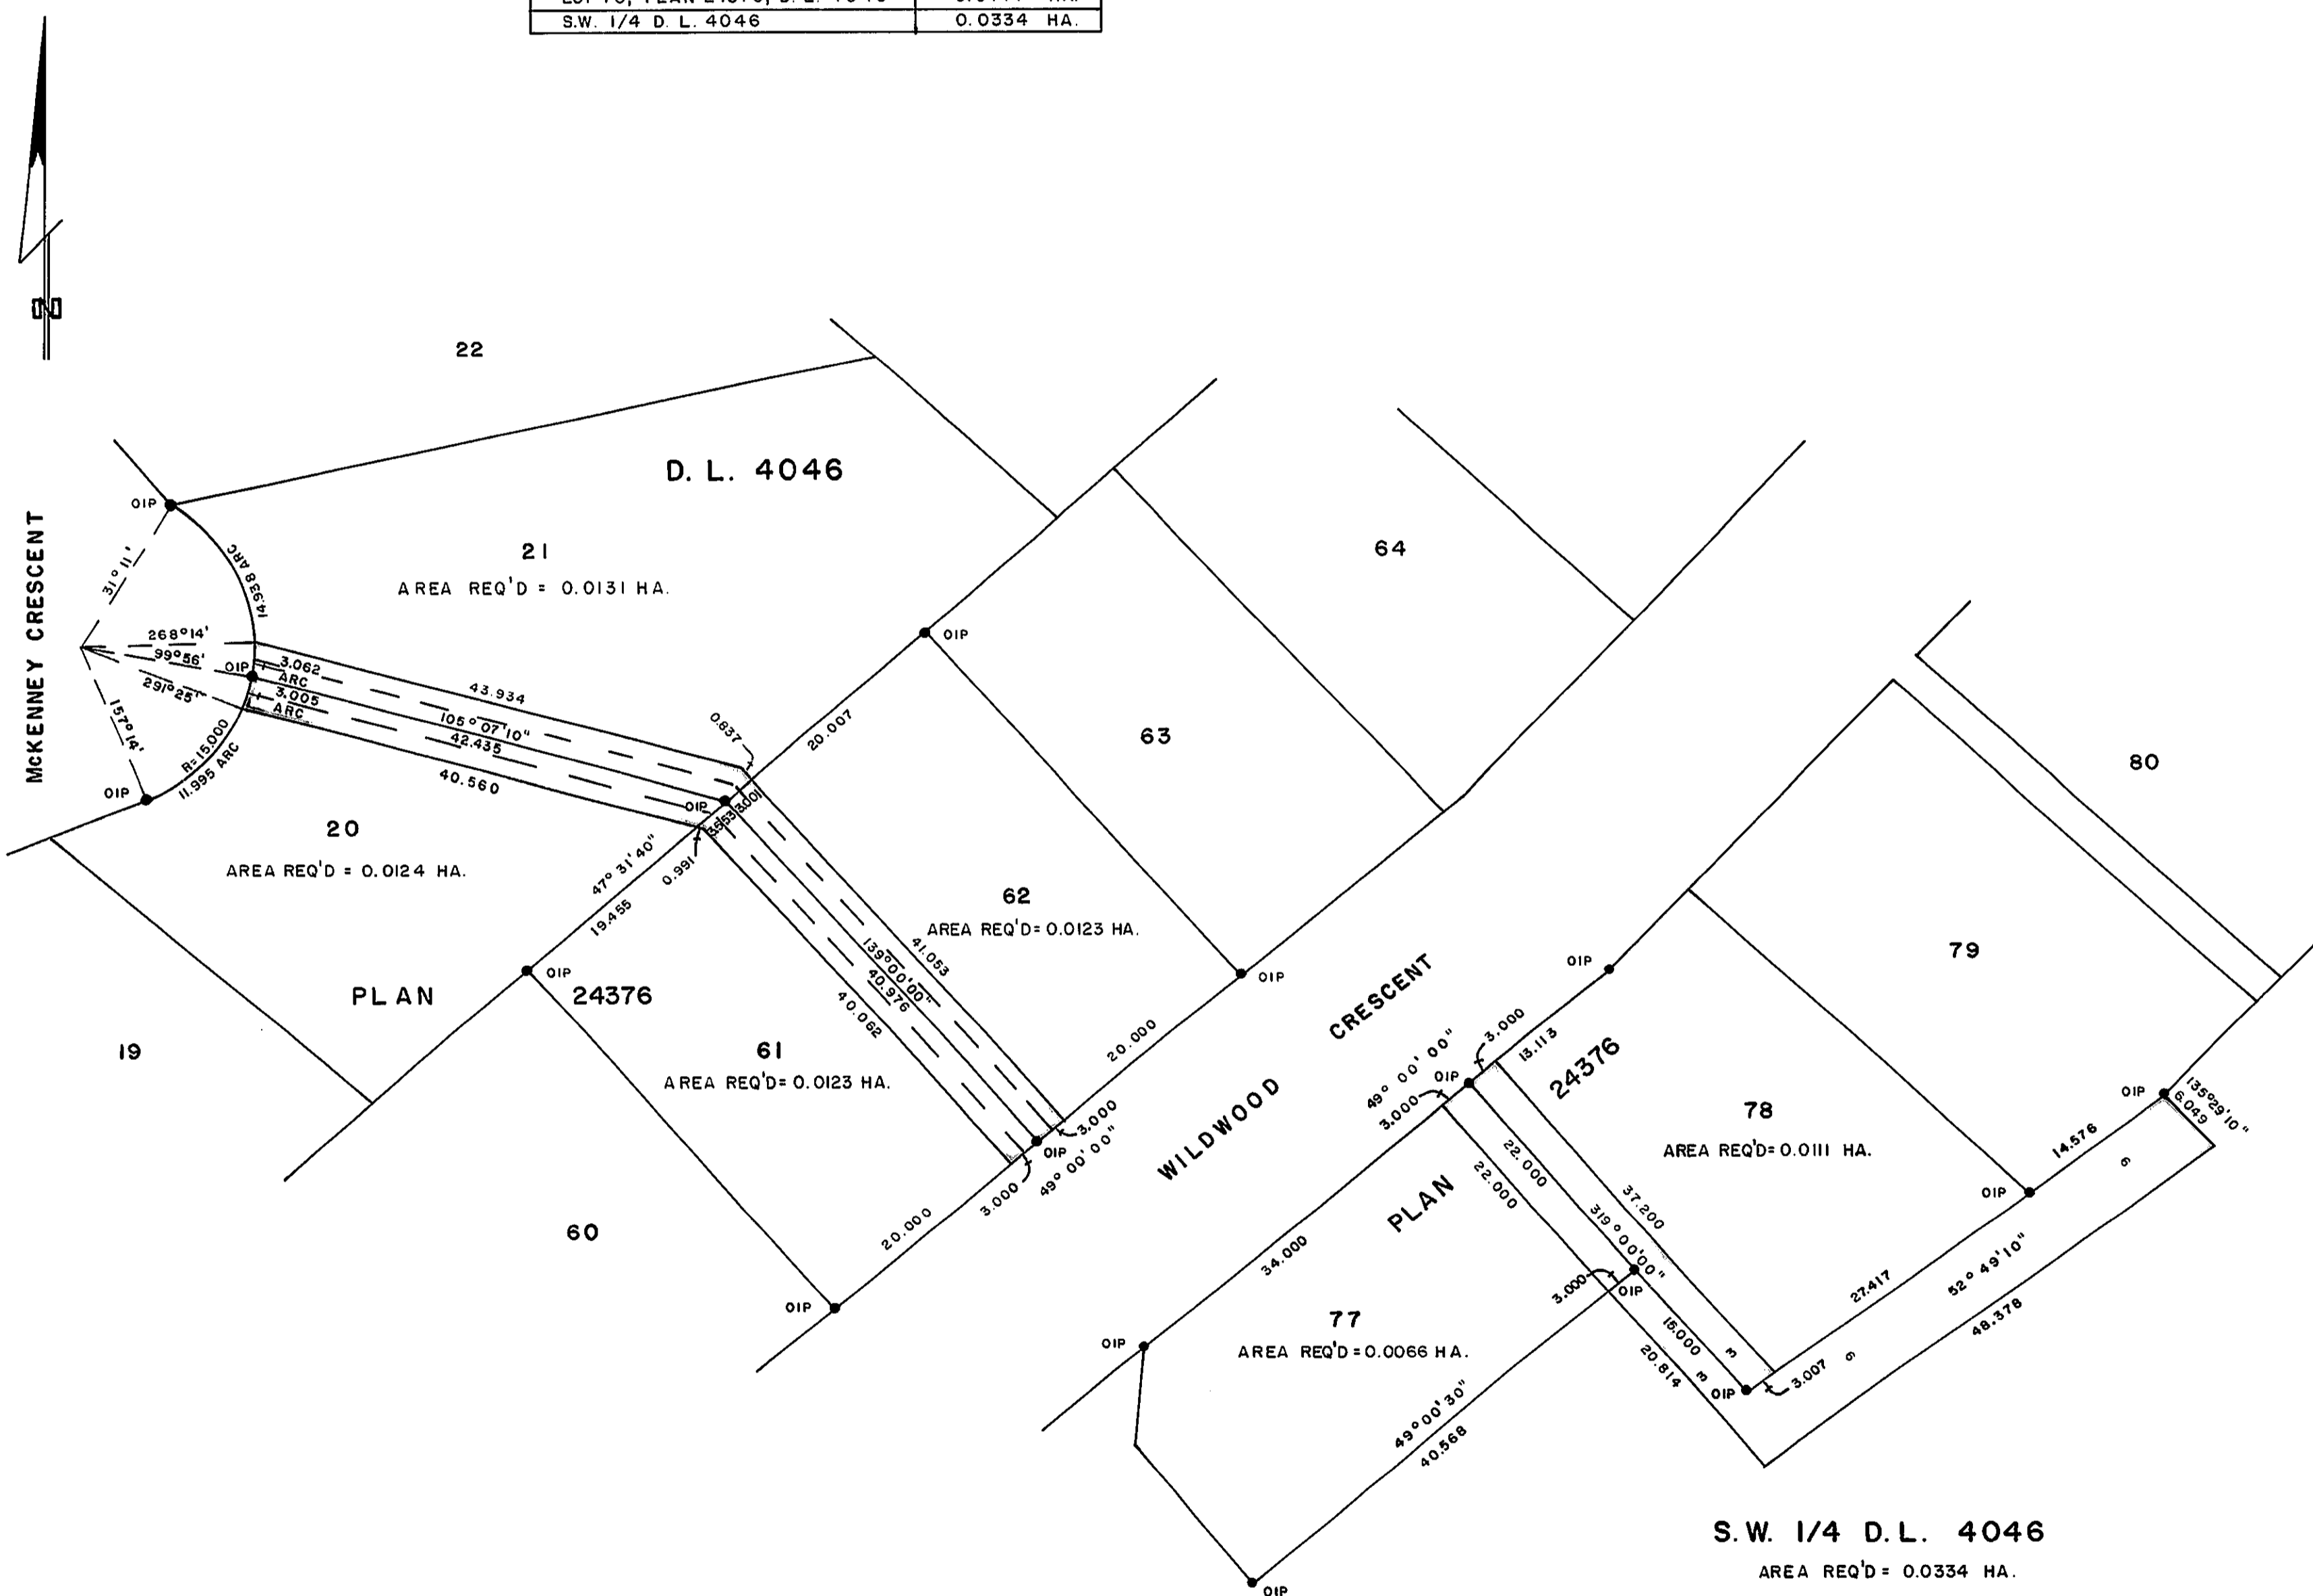 S.W. 1/4 D. L. 4046 0.0334 HA.
N
22
D. L. 4046
OIP
McKENNEY CRESCENT
31° 11'
14.938 ARC
21
AREA REQ'D = 0.0131 HA.
64
268°14'
99°56'
OIP
3.062
ARC
291°25'
3.005
ARC
157° 14'
R=15.000
11.995 ARC
OIP
43.934
105° 07' 10"
42.435
40.560
0.837
20.007
OIP
63
80
OIP
3.001
0.991
20
AREA REQ'D = 0.0124 HA.
47° 31' 40"
19.455
62
AREA REQ'D= 0.0123 HA.
41.053
139°00'00"
40.976
40.062
79
OIP
PLAN 24376
OIP
OIP
CRESCENT
3.000
13.113
24376
49° 00' 00"
OIP
3.000
19
61
AREA REQ'D= 0.0123 HA.
20.000
3.000
OIP
49° 00' 00"
3.000
WILDWOOD
78
AREA REQ'D= 0.0111 HA.
OIP
135°29'10"
6.049
14.576
6
OIP
22.000
22.000
319° 00'00"
37.200
PLAN
60
20.000
OIP
34.000
3.000
OIP
27.417
52° 49' 10"
48.378
77
AREA REQ'D=0.0066 HA.
OIP
15.000
20.814
3
3
OIP
3.007
6
49°00'30"
40.568
OIP
S.W. 1/4 D.L. 4046
AREA REQ'D = 0.0334 HA.